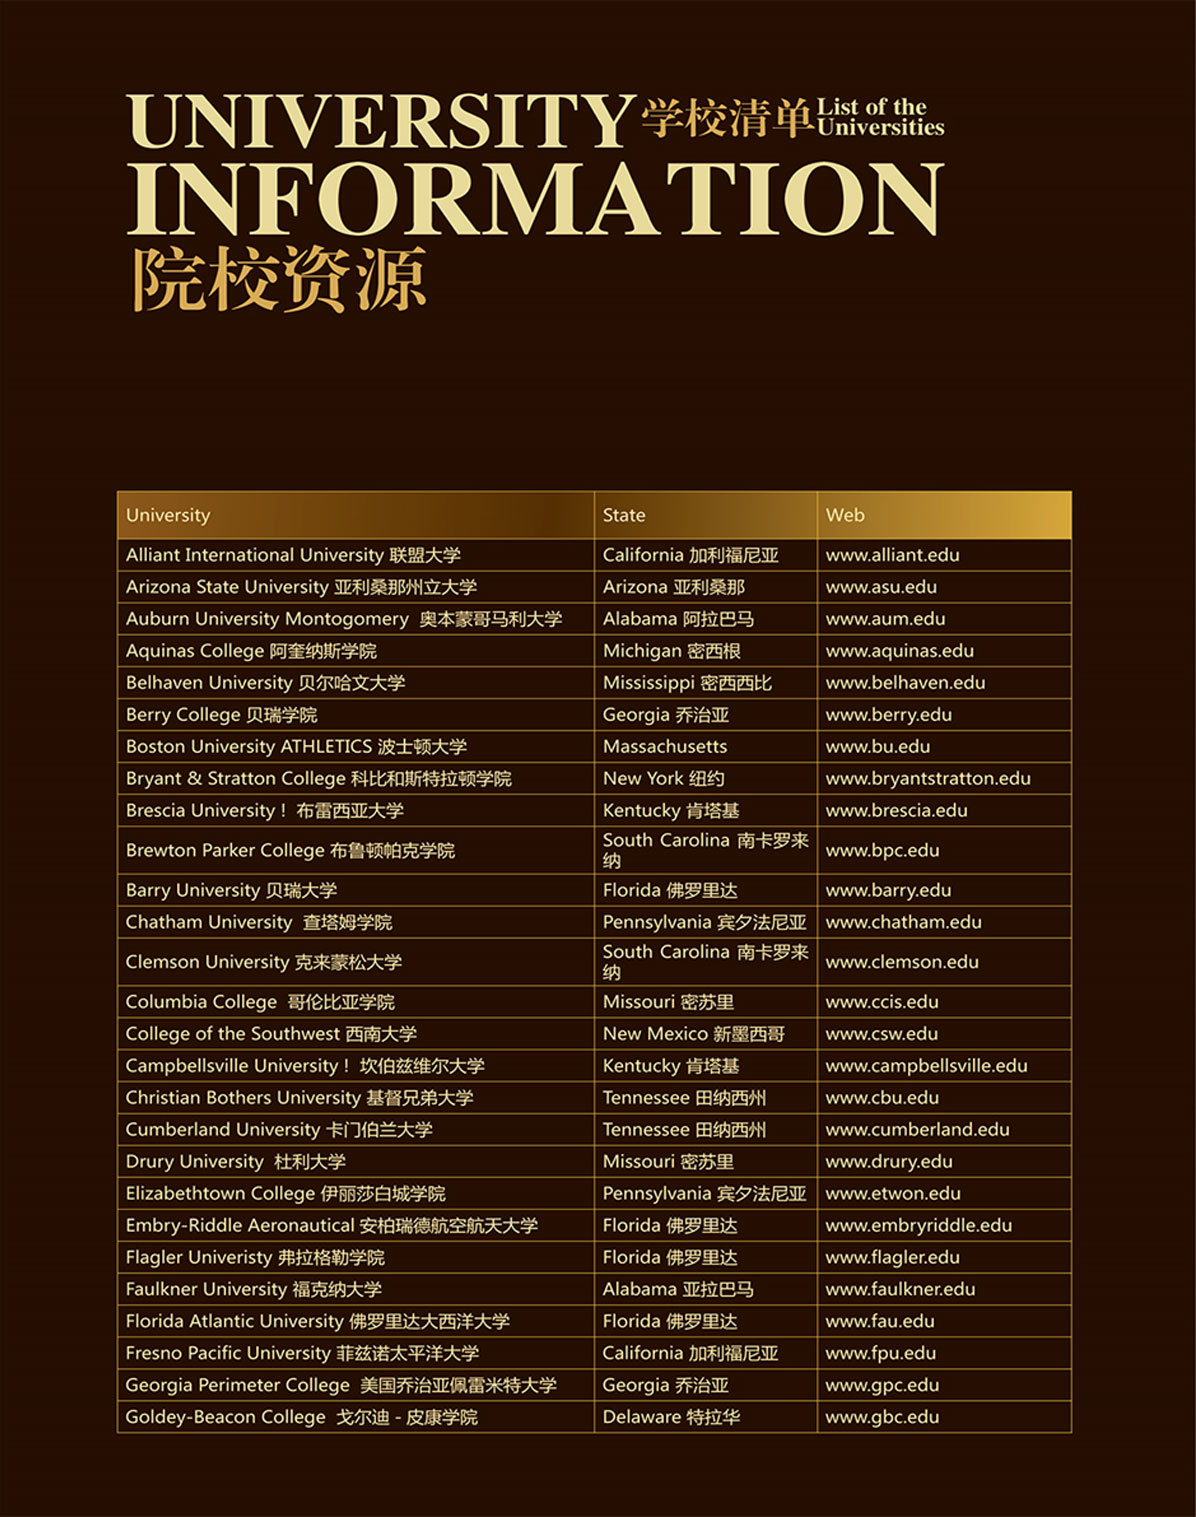 UNIVERSITY 学校清单 List of the
Universities
INFORMATION
院校资源
University State Web
Alliant International University 联盟大学 California 加利福尼亚 www.alliant.edu
Arizona State University 亚利桑那州立大学 Arizona 亚利桑那 www.asu.edu
Auburn University Montogomery 奥本蒙哥马利大学 Alabama 阿拉巴马 www.aum.edu
Aquinas College 阿奎纳斯学院 Michigan 密西根 www.aquinas.edu
Belhaven University 贝尔哈文大学 Mississippi 密西西比 www.belhaven.edu
Berry College 贝瑞学院 Georgia 乔治亚 www.berry.edu
Boston University ATHLETICS 波士顿大学 Massachusetts www.bu.edu
Bryant & Stratton College 科比和斯特拉顿学院 New York 纽约 www.bryantstratton.edu
Brescia University！ 布雷西亚大学 Kentucky 肯塔基 www.brescia.edu
Brewton Parker College 布鲁顿帕克学院 South Carolina 南卡罗来
纳 www.bpc.edu
Barry University 贝瑞大学 Florida 佛罗里达 www.barry.edu
Chatham University 查塔姆学院 Pennsylvania 宾夕法尼亚 www.chatham.edu
Clemson University 克来蒙松大学 South Carolina 南卡罗来
纳 www.clemson.edu
Columbia College 哥伦比亚学院 Missouri 密苏里 www.ccis.edu
College of the Southwest 西南大学 New Mexico 新墨西哥 www.csw.edu
Campbellsville University！ 坎伯兹维尔大学 Kentucky 肯塔基 www.campbellsville.edu
Christian Bothers University 基督兄弟大学 Tennessee 田纳西州 www.cbu.edu
Cumberland University 卡门伯兰大学 Tennessee 田纳西州 www.cumberland.edu
Drury University 杜利大学 Missouri 密苏里 www.drury.edu
Elizabethtown College 伊丽莎白城学院 Pennsylvania 宾夕法尼亚 www.etwon.edu
Embry-Riddle Aeronautical 安柏瑞德航空航天大学 Florida 佛罗里达 www.embryriddle.edu
Flagler Univeristy 弗拉格勒学院 Florida 佛罗里达 www.flagler.edu
Faulkner University 福克纳大学 Alabama 亚拉巴马 www.faulkner.edu
Florida Atlantic University 佛罗里达大西洋大学 Florida 佛罗里达 www.fau.edu
Fresno Pacific University 菲兹诺太平洋大学 California 加利福尼亚 www.fpu.edu
Georgia Perimeter College 美国乔治亚佩雷米特大学 Georgia 乔治亚 www.gpc.edu
Goldey-Beacon College 戈尔迪 - 皮康学院 Delaware 特拉华 www.gbc.edu